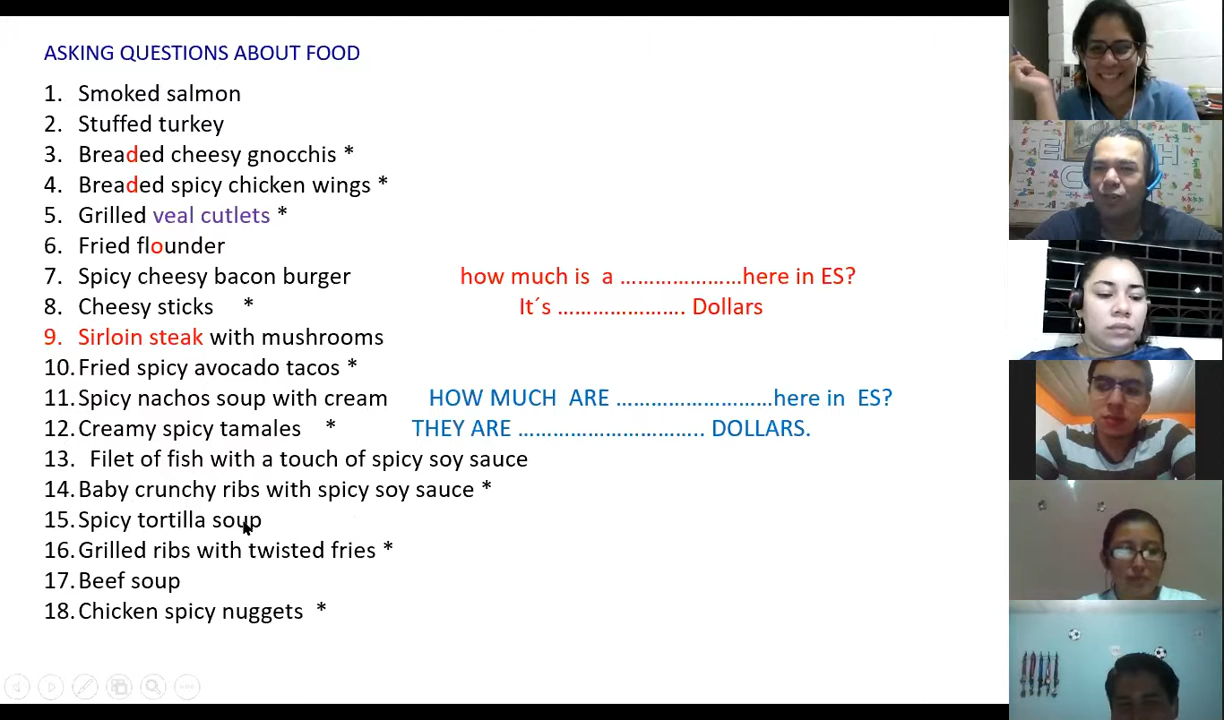 ASKING QUESTIONS ABOUT FOOD
1. Smoked salmon
2. Stuffed turkey
3. Breaded cheesy gnocchis *
4. Breaded spicy chicken wings *
5. Grilled veal cutlets *
6. Fried flounder
7. Spicy cheesy bacon burger
how much is a …………………here in ES?
8. Cheesy sticks *
It´s …………………. Dollars
9. Sirloin steak with mushrooms
10. Fried spicy avocado tacos *
11. Spicy nachos soup with cream
HOW MUCH ARE ………………………here in ES?
12. Creamy spicy tamales *
THEY ARE ………………………….. DOLLARS.
13. Filet of fish with a touch of spicy soy sauce
14. Baby crunchy ribs with spicy soy sauce *
15. Spicy tortilla soup
16. Grilled ribs with twisted fries *
17. Beef soup
18. Chicken spicy nuggets *